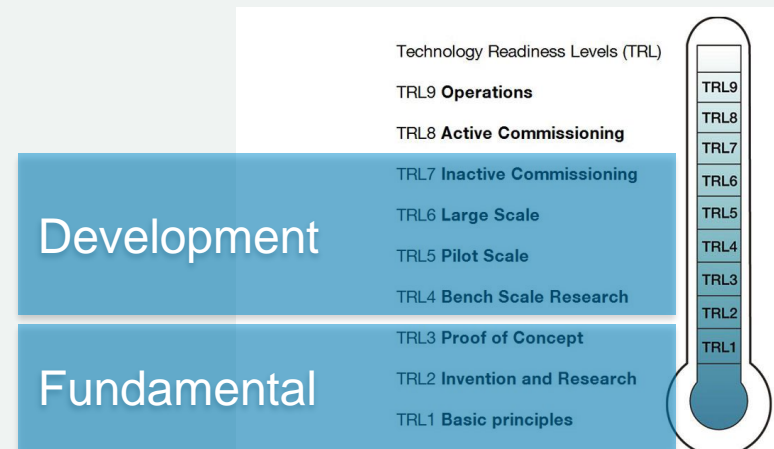 Technology Readiness Levels (TRL)
TRL9 Operations
TRL8 Active Commissioning
TRL7 Inactive Commissioning
TRL6 Large Scale
TRL5 Pilot Scale
TRL4 Bench Scale Research
TRL3 Proof of Concept
TRL2 Invention and Research
TRL1 Basic principles
Development
Fundamental
TRL9
TRL8
TRL7
TRL6
TRL5
TRL4
TRL3
TRL2
TRL1